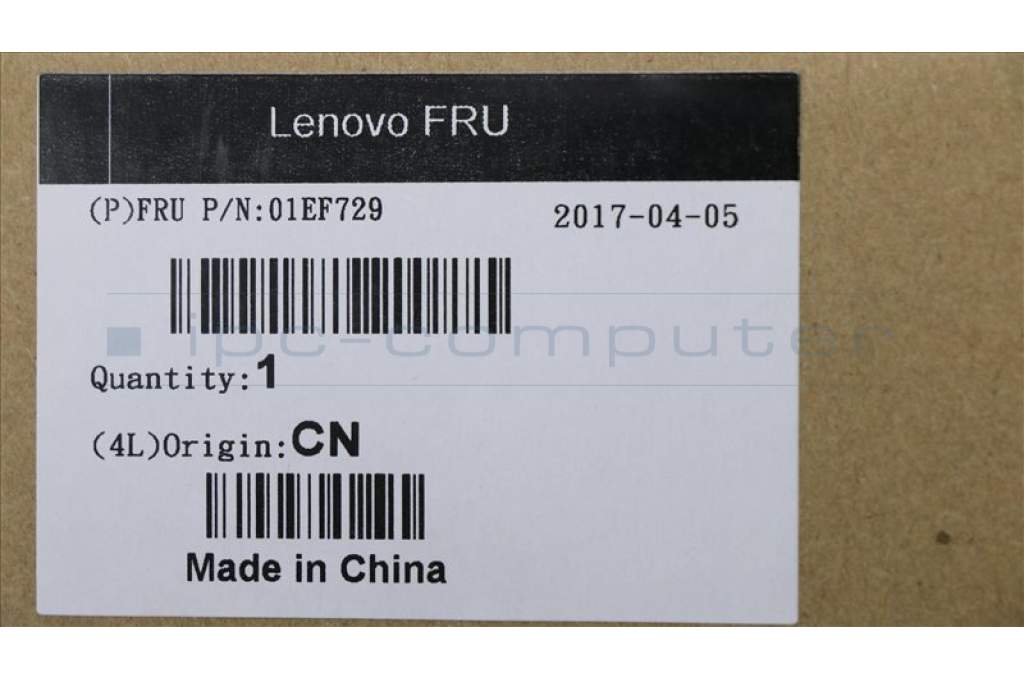 Lenovo FRU
(P)FRU P/N:01EF729
2017-04-05
ipc-computer
Quantity:1
(4L)Origin:CN
Made in China